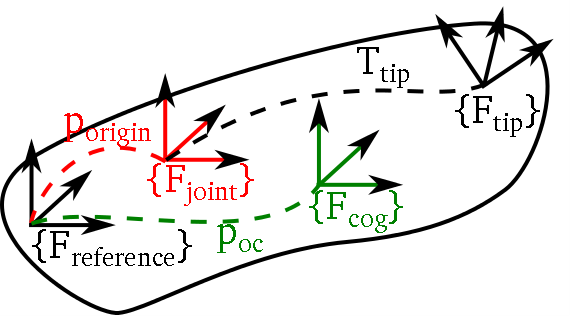 T_tip
{F_tip}
p_origin
{F_joint}
{F_cog}
p_oc
{F_reference}